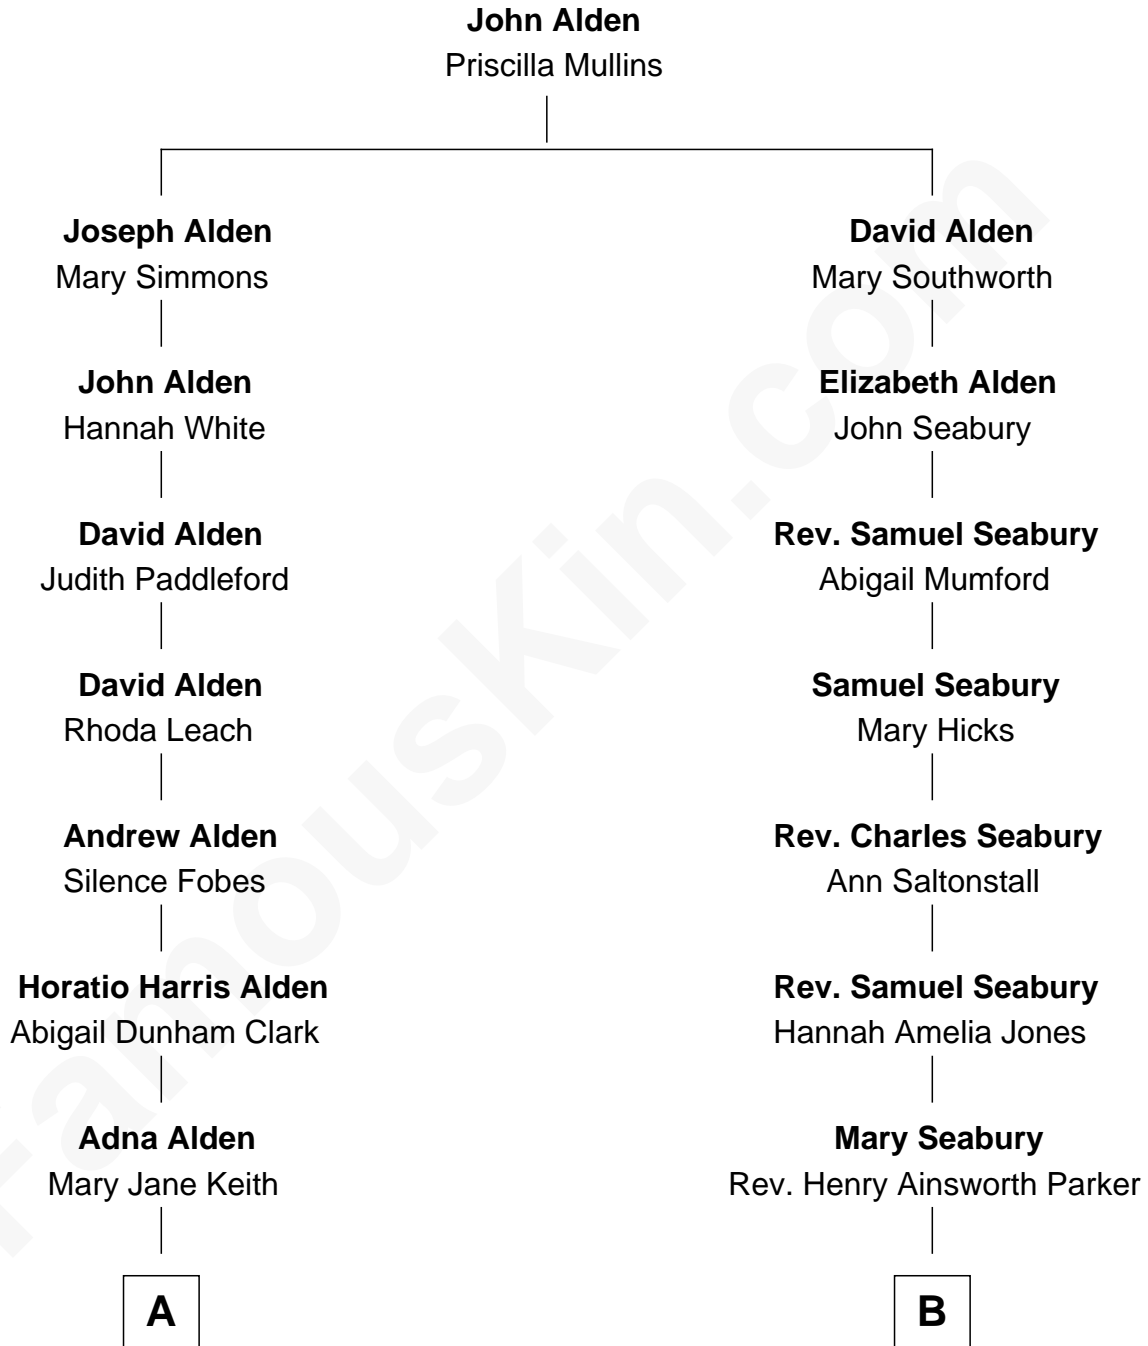 John Alden
Priscilla Mullins
Joseph Alden
Mary Simmons
David Alden
Mary Southworth
John Alden
Hannah White
Elizabeth Alden
John Seabury
David Alden
Judith Paddleford
Rev. Samuel Seabury
Abigail Mumford
David Alden
Rhoda Leach
Samuel Seabury
Mary Hicks
Andrew Alden
Silence Fobes
Rev. Charles Seabury
Ann Saltonstall
Horatio Harris Alden
Abigail Dunham Clark
Rev. Samuel Seabury
Hannah Amelia Jones
Adna Alden
Mary Jane Keith
Mary Seabury
Rev. Henry Ainsworth Parker
A
B
FamousKin.com